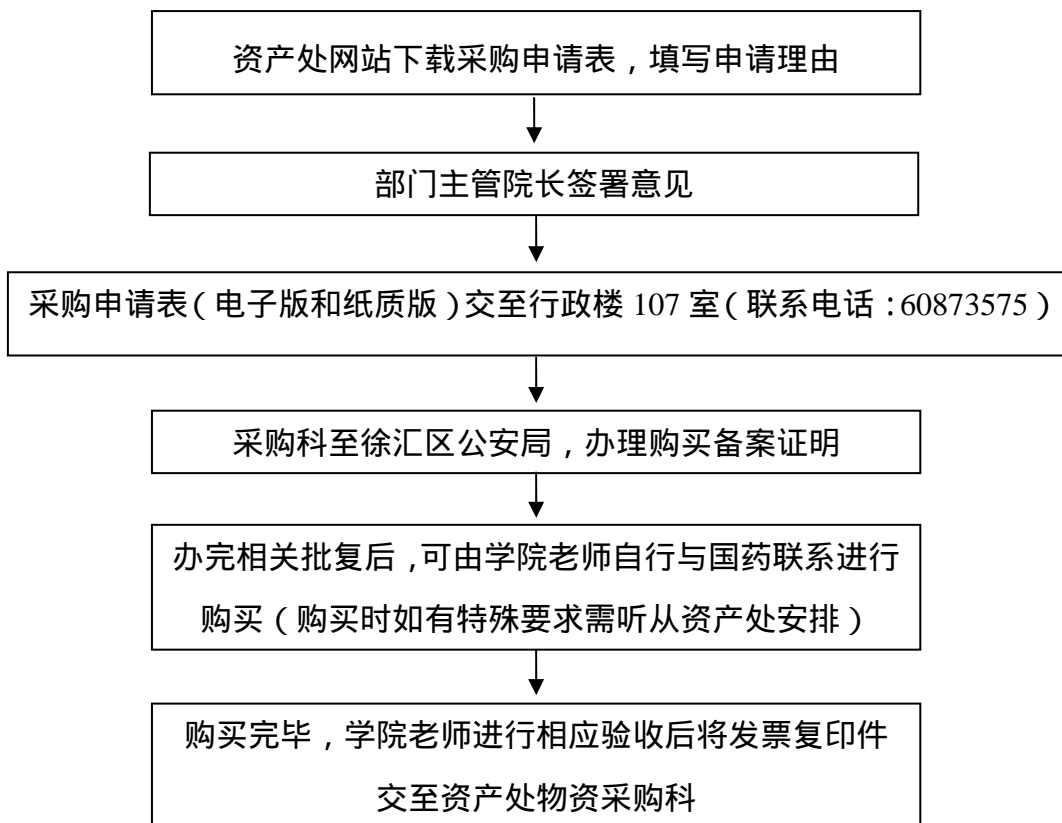 资产处网站下载采购申请表，填写申请理由
部门主管院长签署意见
采购申请表（电子版和纸质版）交至行政楼 107 室（联系电话：60873575）
采购科至徐汇区公安局，办理购买备案证明
办完相关批复后，可由学院老师自行与国药联系进行
购买（购买时如有特殊要求需听从资产处安排）
购买完毕，学院老师进行相应验收后将发票复印件
交至资产处物资采购科